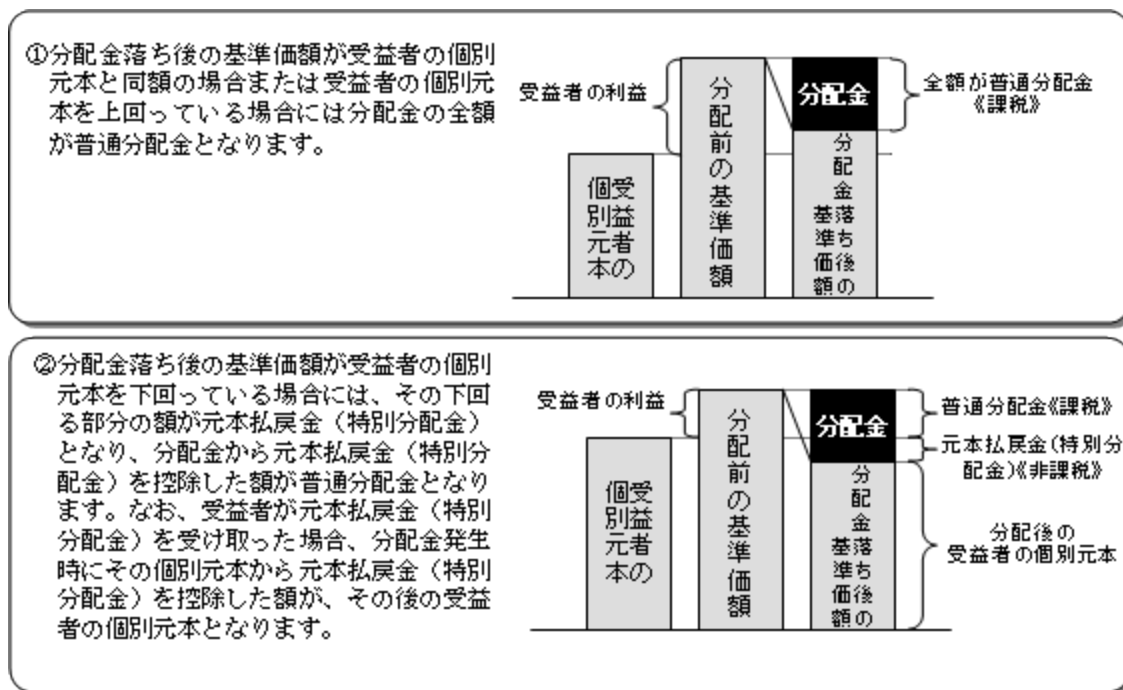 ①分配金落ち後の基準価額が受益者の個別
元本と同額の場合または受益者の個別元
本を上回っている場合には分配金の全額
が普通分配金となります。
受益者の利益
受益者の
個別元本
分配前の基準価額
分配金
分配金落ち後の
基準価額
全額が普通分配金
《課税》
②分配金落ち後の基準価額が受益者の個別
元本を下回っている場合には、その下回
る部分の額が元本払戻金（特別分配金）
となり、分配金から元本払戻金（特別分
配金）を控除した額が普通分配金となり
ます。なお、受益者が元本払戻金（特別
分配金）を受け取った場合、分配金発生
時にその個別元本から元本払戻金（特別
分配金）を控除した額が、その後の受益
者の個別元本となります。
受益者の利益
受益者の
個別元本
分配前の基準価額
分配金
分配金落ち後の
基準価額
普通分配金《課税》
元本払戻金(特別分
配金)《非課税》
分配後の
受益者の個別元本